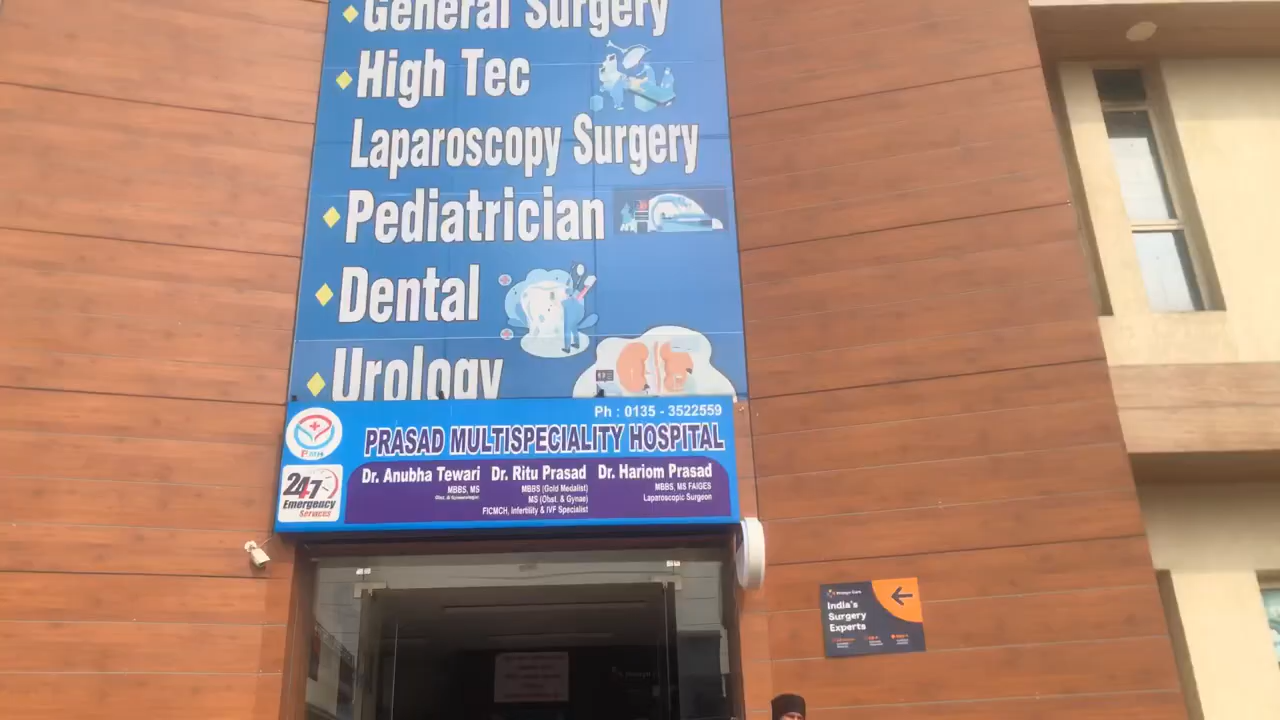 General Surgery
High Tec
Laparoscopy Surgery
Pediatrician
Dental
Urology
Ph : 0135 - 3522559
PRASAD MULTISPECIALITY HOSPITAL
24*7
Emergency
Services
Dr. Anubha Tewari
MBBS, MS
Dr. Ritu Prasad
MBBS (Gold Medalist)
MS (Obst. & Gynae)
FICMCH, Infertility & IVF Specialist
Dr. Hariom Prasad
MBBS, MS FAIGES
Laparoscopic Surgeon
India's
Surgery
Experts